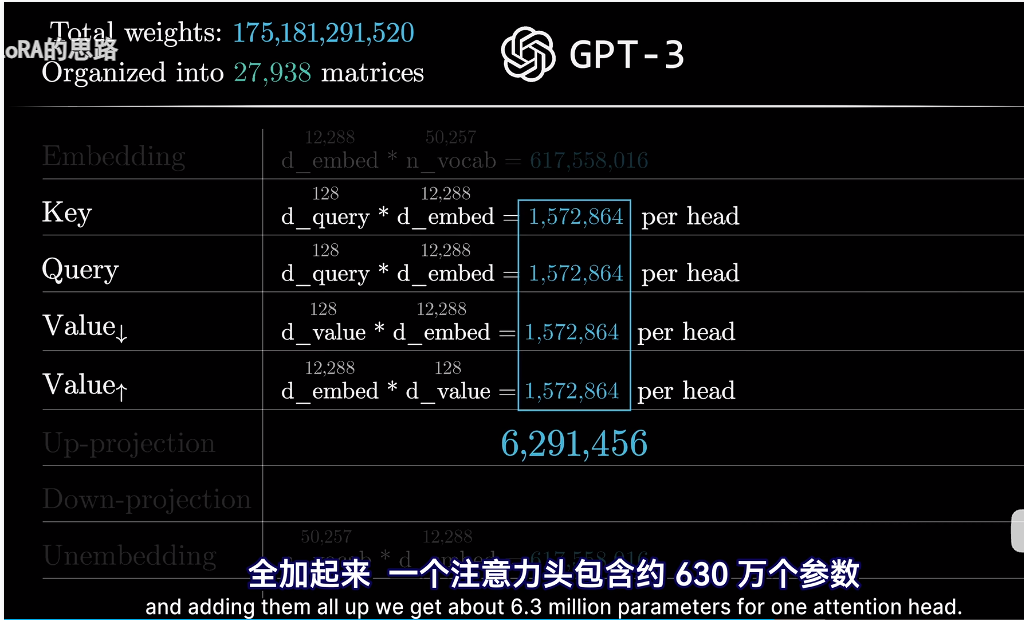 Total weights: 175,181,291,520
LoRA的思路
Organized into 27,938 matrices
GPT-3
12,288 50,257
Embedding d_embed * n_vocab = 617,558,016
128 12,288
Key d_query * d_embed = 1,572,864 per head
128 12,288
Query d_query * d_embed = 1,572,864 per head
128 12,288
Value↓ d_value * d_embed = 1,572,864 per head
12,288 128
Value↑ d_embed * d_value = 1,572,864 per head
Up-projection
6,291,456
Down-projection
50,257 12,288
Unembedding n_vocab * d_embed = 617,558,016
全加起来 一个注意力头包含约 630 万个参数
and adding them all up we get about 6.3 million parameters for one attention head.